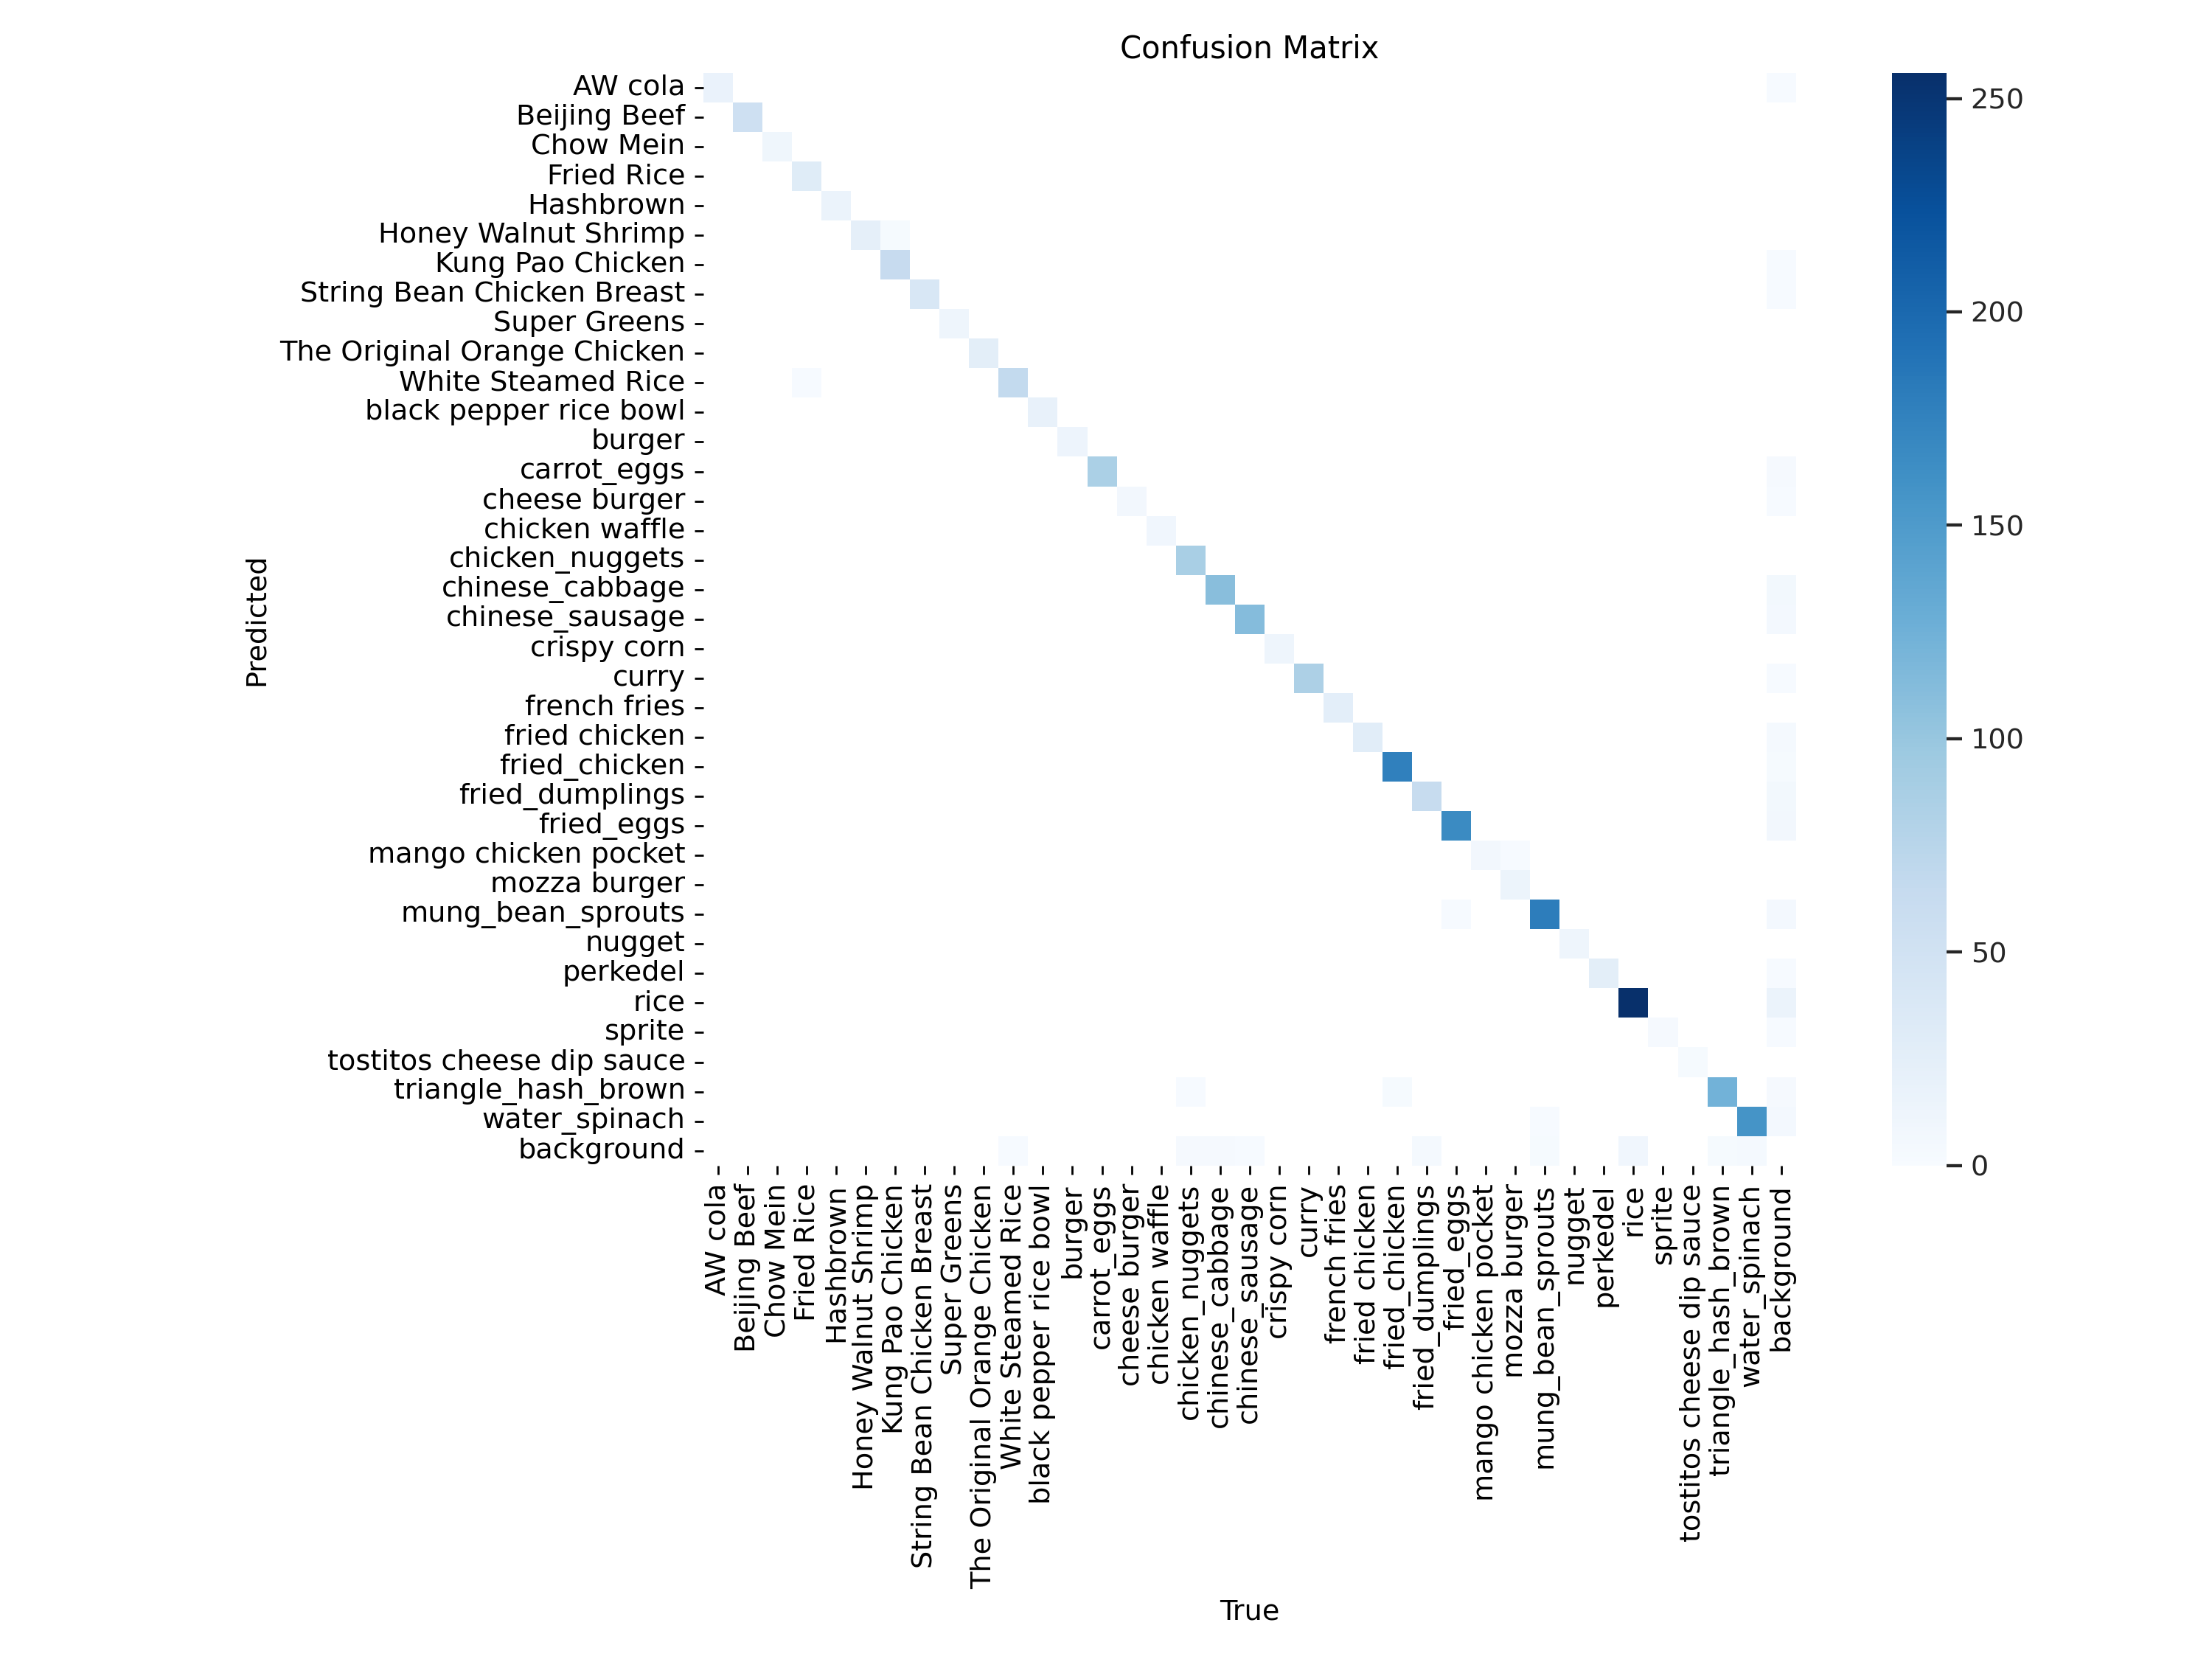 Confusion Matrix
Predicted
AW cola
Beijing Beef
Chow Mein
Fried Rice
Hashbrown
Honey Walnut Shrimp
Kung Pao Chicken
String Bean Chicken Breast
Super Greens
The Original Orange Chicken
White Steamed Rice
black pepper rice bowl
burger
carrot_eggs
cheese burger
chicken waffle
chicken_nuggets
chinese_cabbage
chinese_sausage
crispy corn
curry
french fries
fried chicken
fried_chicken
fried_dumplings
fried_eggs
mango chicken pocket
mozza burger
mung_bean_sprouts
nugget
perkedel
rice
sprite
tostitos cheese dip sauce
triangle_hash_brown
water_spinach
background
AW cola
Beijing Beef
Chow Mein
Fried Rice
Hashbrown
Honey Walnut Shrimp
Kung Pao Chicken
String Bean Chicken Breast
Super Greens
The Original Orange Chicken
White Steamed Rice
black pepper rice bowl
burger
carrot_eggs
cheese burger
chicken waffle
chicken_nuggets
chinese_cabbage
chinese_sausage
crispy corn
curry
french fries
fried chicken
fried_chicken
fried_dumplings
fried_eggs
mango chicken pocket
mozza burger
mung_bean_sprouts
nugget
perkedel
rice
sprite
tostitos cheese dip sauce
triangle_hash_brown
water_spinach
background
True
250
200
150
100
50
0